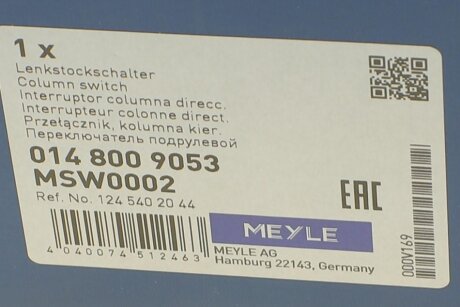 1 x
Lenkstockschalter
Column switch
Interruptor columna direcc.
Interrupteur colonne direct.
Przełącznik, kolumna kier.
Переключатель подрулевой
014 800 9053
MSW0002
Ref. No. 124 540 20 44
EAC
MEYLE
4 040074 512463
MEYLE AG
Hamburg 22143, Germany
000V169